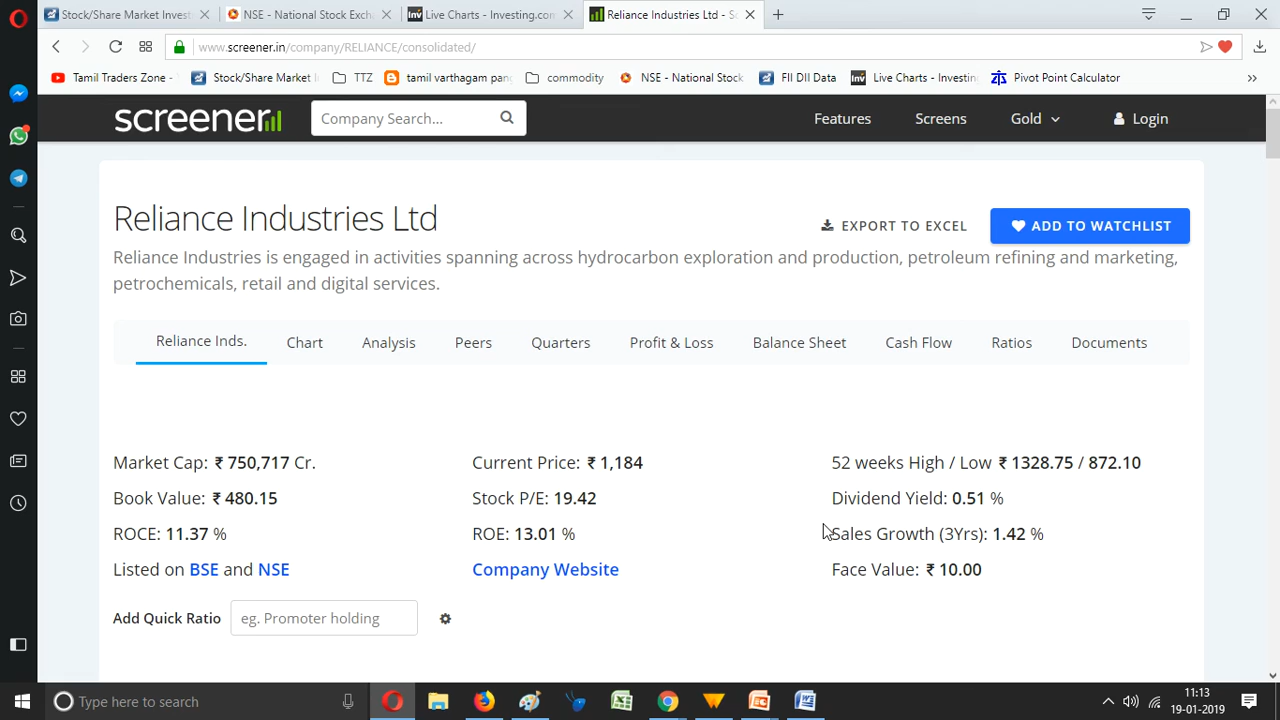 Stock/Share Market Invest
NSE - National Stock Exch
Inv Live Charts - Investing.com
Reliance Industries Ltd - S
www.screener.in/company/RELIANCE/consolidated/
Tamil Traders Zone -
Stock/Share Market I
TTZ
tamil varthagam pang
commodity
NSE - National Stock
FII DII Data
Inv Live Charts - Investin
Pivot Point Calculator
screener
Company Search...
Features
Screens
Gold
Login
Reliance Industries Ltd
EXPORT TO EXCEL
ADD TO WATCHLIST
Reliance Industries is engaged in activities spanning across hydrocarbon exploration and production, petroleum refining and marketing,
petrochemicals, retail and digital services.
Reliance Inds. Chart Analysis Peers Quarters Profit & Loss Balance Sheet Cash Flow Ratios Documents
Market Cap: ₹ 750,717 Cr. Current Price: ₹ 1,184 52 weeks High / Low ₹ 1328.75 / 872.10
Book Value: ₹ 480.15 Stock P/E: 19.42 Dividend Yield: 0.51 %
ROCE: 11.37 % ROE: 13.01 % Sales Growth (3Yrs): 1.42 %
Listed on BSE and NSE Company Website Face Value: ₹ 10.00
Add Quick Ratio eg. Promoter holding
Type here to search
11:13
19-01-2019